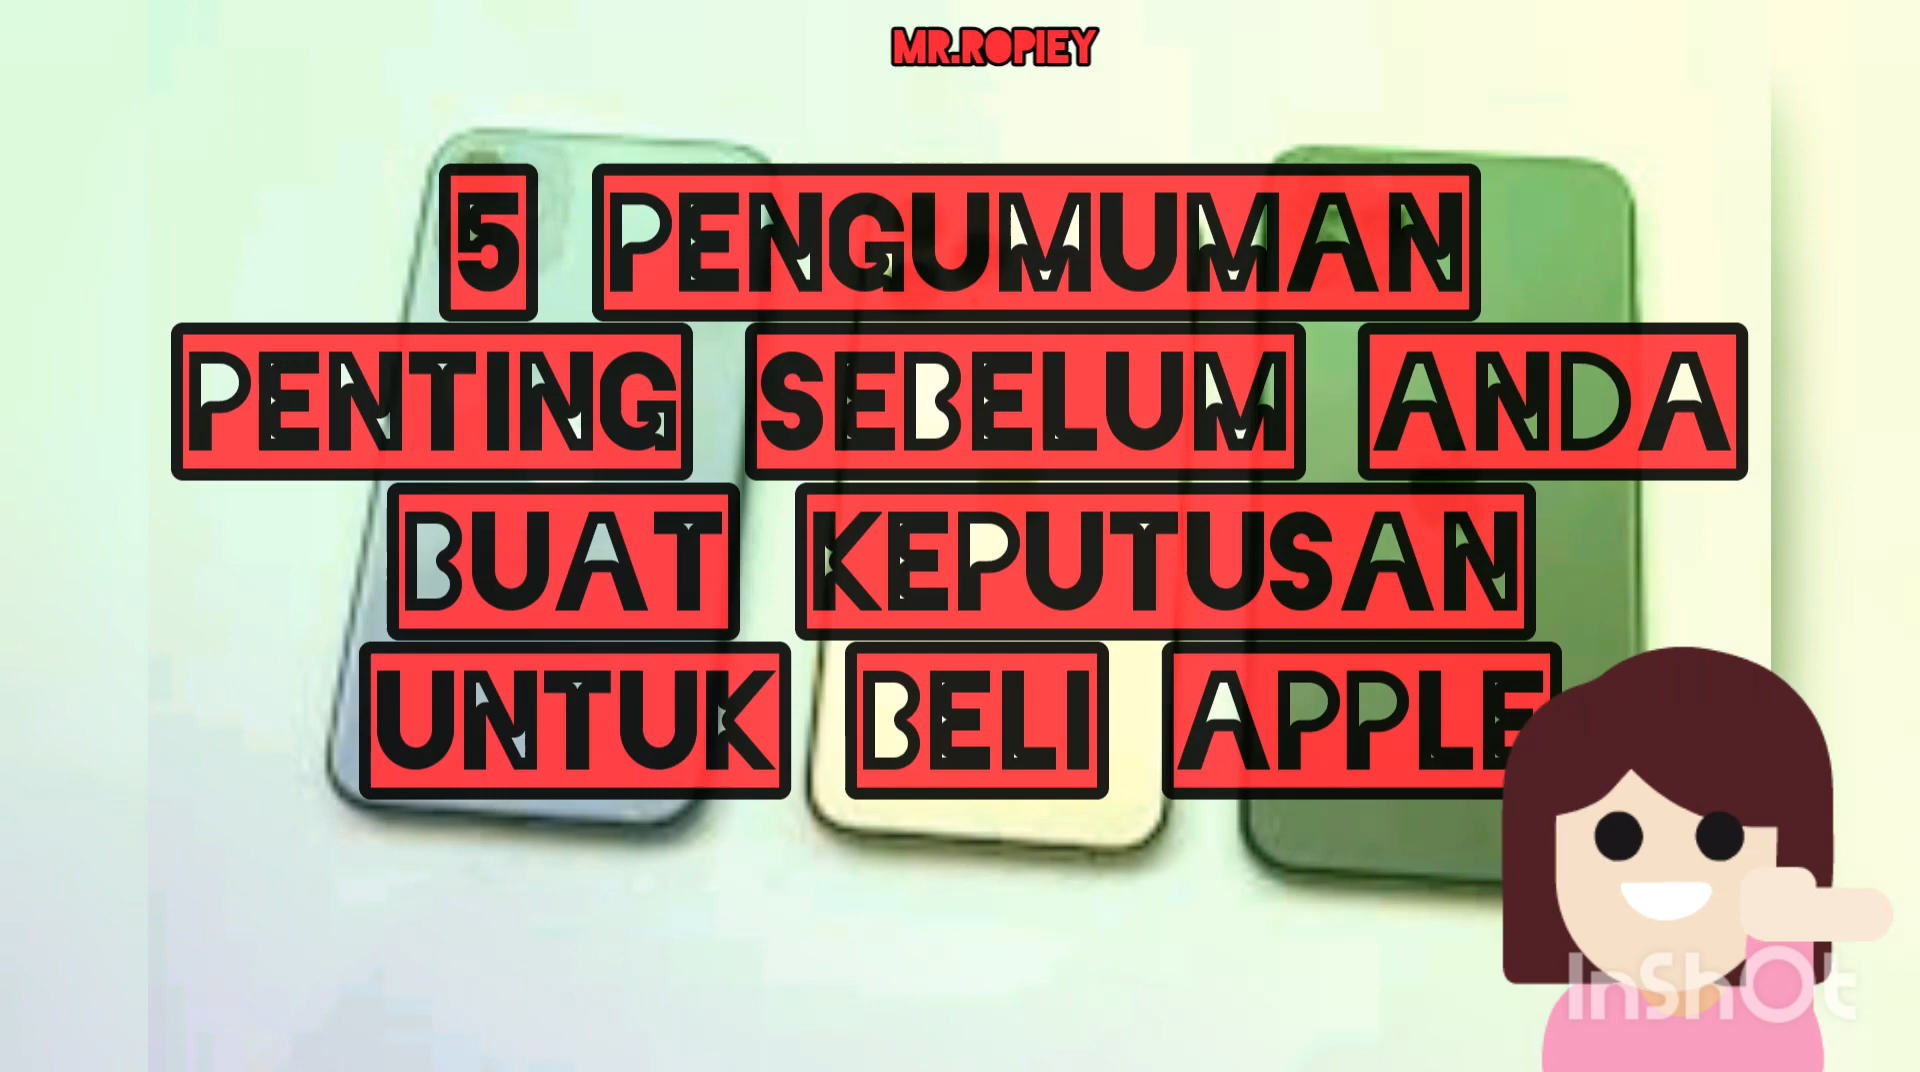 MR.ROPIEY
5 PENGUMUMAN
PENTING SEBELUM ANDA
BUAT KEPUTUSAN
UNTUK BELI APPLE
InShOt